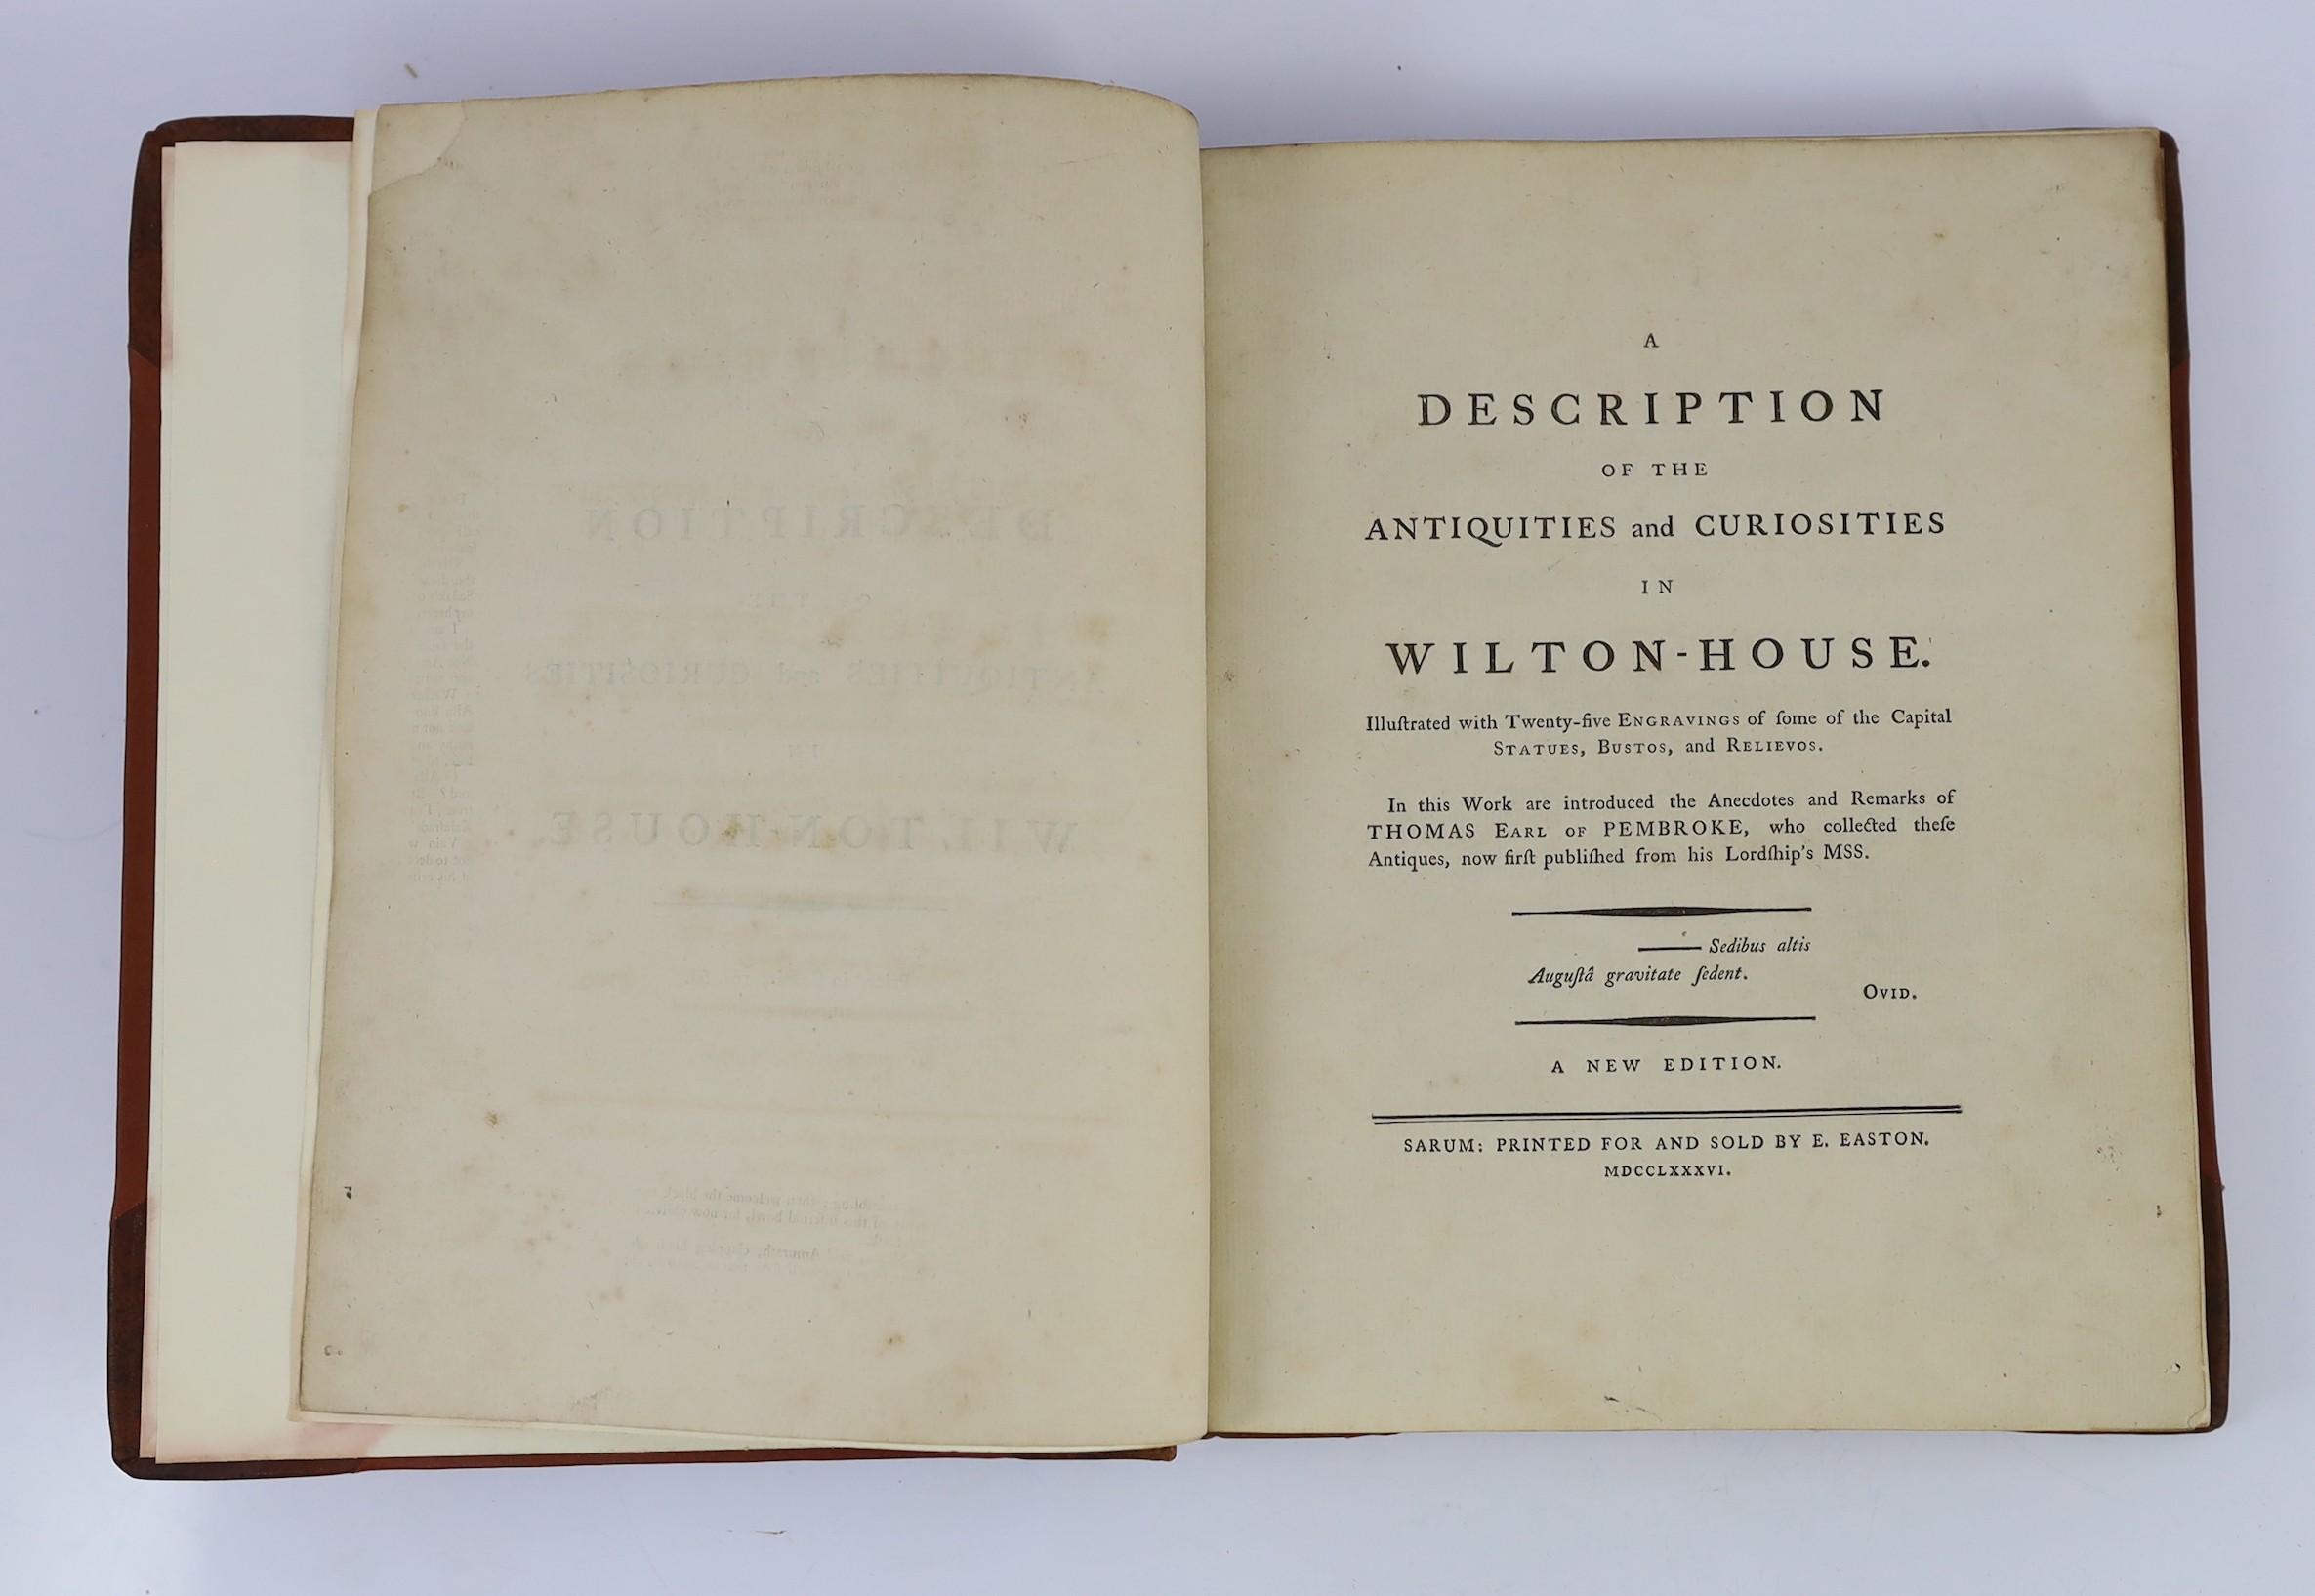 A
DESCRIPTION
OF THE
ANTIQUITIES and CURIOSITIES
IN
WILTON-HOUSE.
Illuſtrated with Twenty-five ENGRAVINGS of ſome of the Capital
STATUES, BUSTOS, and RELIEVOS.
In this Work are introduced the Anecdotes and Remarks of
THOMAS EARL OF PEMBROKE, who collected theſe
Antiques, now firſt publiſhed from his Lordſhip's MSS.
—— Sedibus altis
Auguſtâ gravitate ſedent.
OVID.
A NEW EDITION.
SARUM: PRINTED FOR AND SOLD BY E. EASTON.
MDCCLXXXVI.